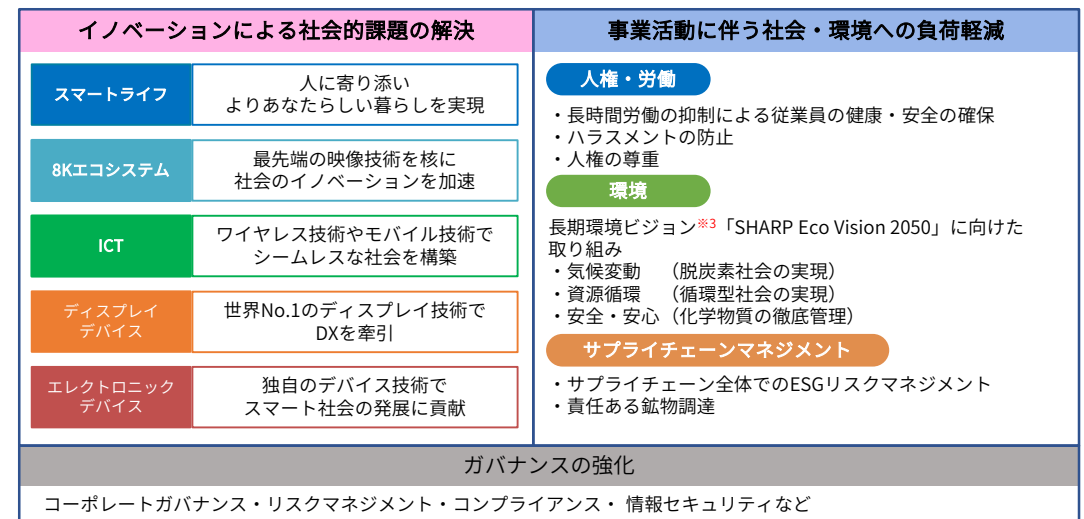 イノベーションによる社会的課題の解決
スマートライフ
人に寄り添い
よりあなたらしい暮らしを実現
8Kエコシステム
最先端の映像技術を核に
社会のイノベーションを加速
ICT
ワイヤレス技術やモバイル技術で
シームレスな社会を構築
ディスプレイ
デバイス
世界No.1のディスプレイ技術で
DXを牽引
エレクトロニック
デバイス
独自のデバイス技術で
スマート社会の発展に貢献
事業活動に伴う社会・環境への負荷軽減
人権・労働
・長時間労働の抑制による従業員の健康・安全の確保
・ハラスメントの防止
・人権の尊重
環境
長期環境ビジョン※3「SHARP Eco Vision 2050」に向けた
取り組み
・気候変動 （脱炭素社会の実現）
・資源循環 （循環型社会の実現）
・安全・安心（化学物質の徹底管理）
サプライチェーンマネジメント
・サプライチェーン全体でのESGリスクマネジメント
・責任ある鉱物調達
ガバナンスの強化
コーポレートガバナンス・リスクマネジメント・コンプライアンス・ 情報セキュリティなど